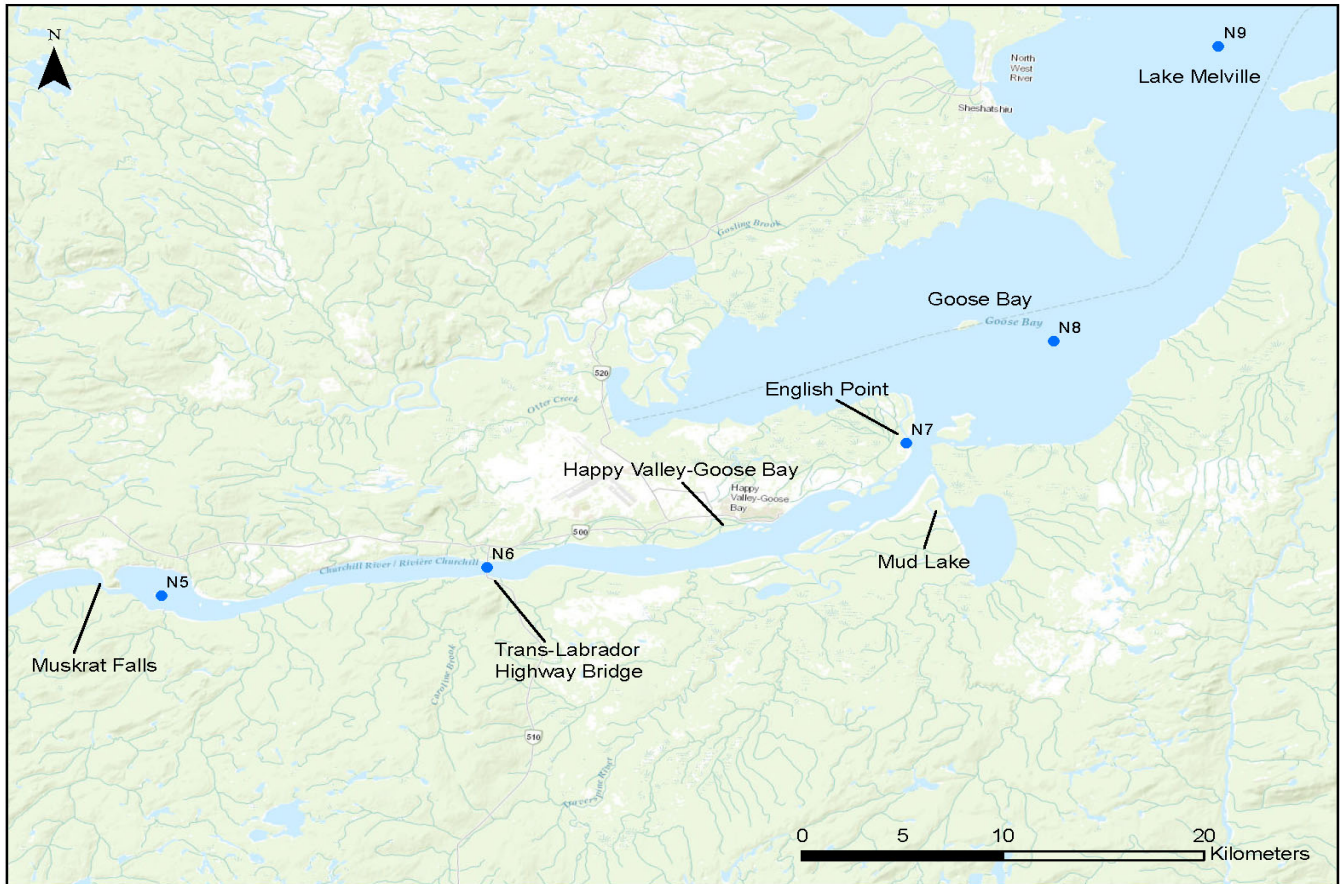 N
N9
North
West
River
Lake Melville
Sheshatshiu
Gosling Brook
Goose Bay
Goose Bay
N8
520
English Point
Otter Creek
N7
Happy Valley-Goose Bay
Happy
Valley-Goose
Bay
500
Mud Lake
Churchill River / Rivière Churchill
N6
N5
Muskrat Falls
Trans-Labrador
Highway Bridge
Caroline Brook
510
0 5 10 20
Kilometers